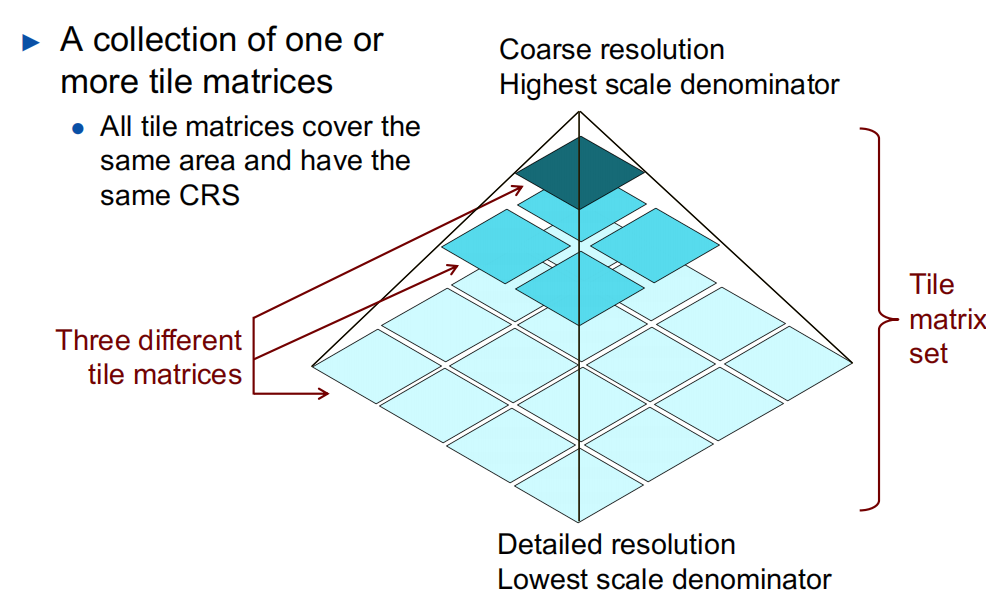 A collection of one or
more tile matrices
All tile matrices cover the
same area and have the
same CRS
Coarse resolution
Highest scale denominator
Three different
tile matrices
Tile
matrix
set
Detailed resolution
Lowest scale denominator